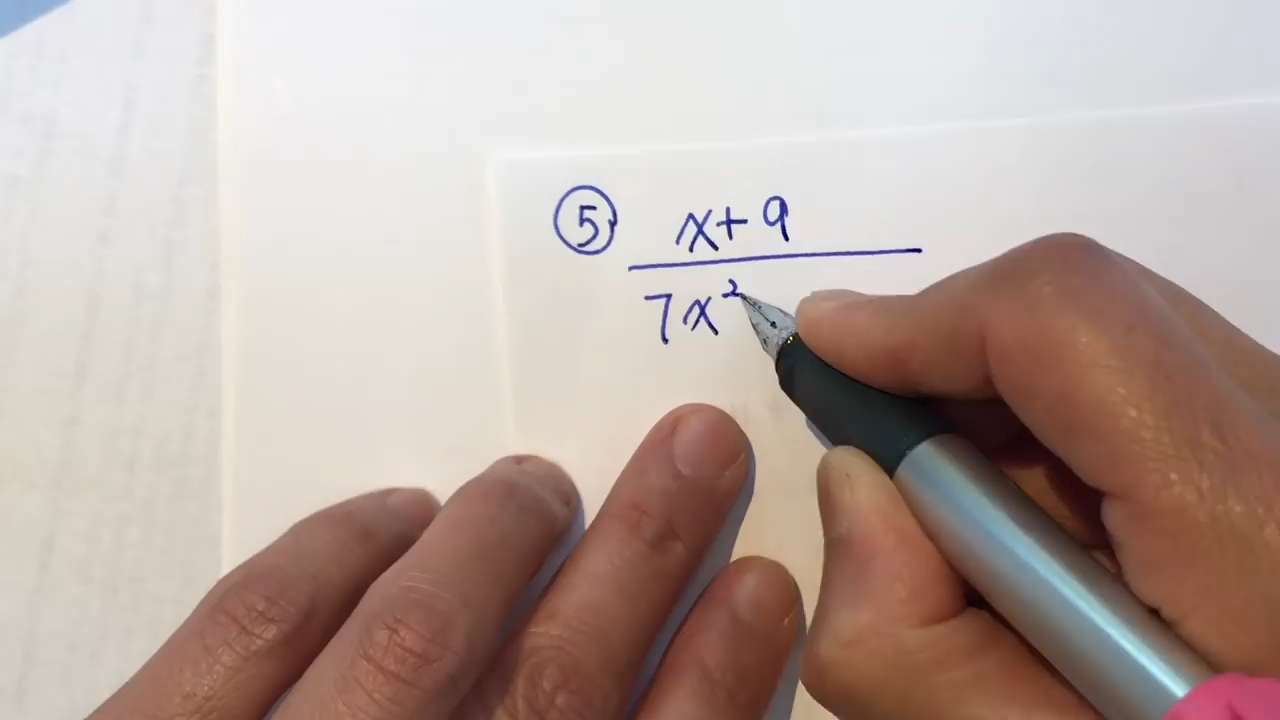 ⑤ x + 9
7x²